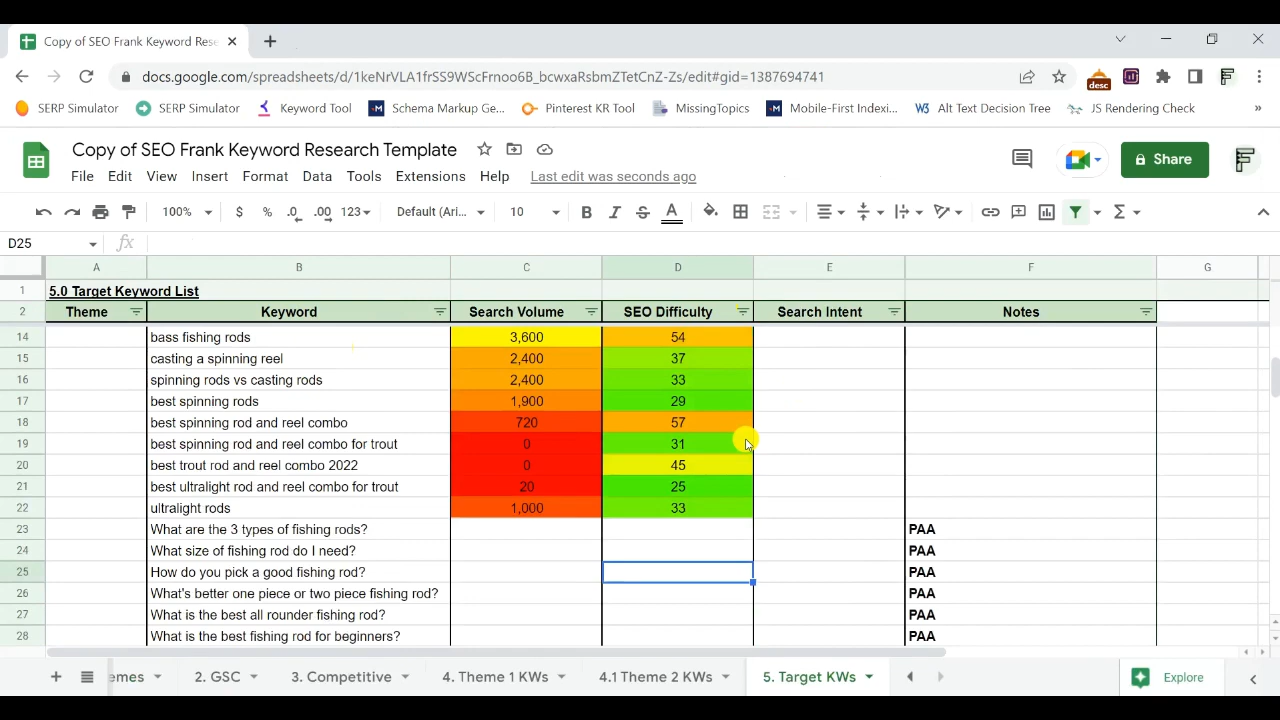 Copy of SEO Frank Keyword Rese
docs.google.com/spreadsheets/d/1keNrVLA1frSS9WScFrnoo6B_bcwxaRsbmZTetCnZ-Zs/edit#gid=1387694741
desc
SERP Simulator SERP Simulator Keyword Tool Schema Markup Ge... Pinterest KR Tool MissingTopics Mobile-First Indexi... W3 Alt Text Decision Tree JS Rendering Check »
Copy of SEO Frank Keyword Research Template
Share
File Edit View Insert Format Data Tools Extensions Help Last edit was seconds ago
100% $ % .0 .00 123 Default (Ari... 10 B I S A Σ
D25 fx
A B C D E F G
1 5.0 Target Keyword List
2 Theme Keyword Search Volume SEO Difficulty Search Intent Notes
14 bass fishing rods 3,600 54
15 casting a spinning reel 2,400 37
16 spinning rods vs casting rods 2,400 33
17 best spinning rods 1,900 29
18 best spinning rod and reel combo 720 57
19 best spinning rod and reel combo for trout 0 31
20 best trout rod and reel combo 2022 0 45
21 best ultralight rod and reel combo for trout 20 25
22 ultralight rods 1,000 33
23 What are the 3 types of fishing rods? PAA
24 What size of fishing rod do I need? PAA
25 How do you pick a good fishing rod? PAA
26 What's better one piece or two piece fishing rod? PAA
27 What is the best all rounder fishing rod? PAA
28 What is the best fishing rod for beginners? PAA
emes 2. GSC 3. Competitive 4. Theme 1 KWs 4.1 Theme 2 KWs 5. Target KWs Explore